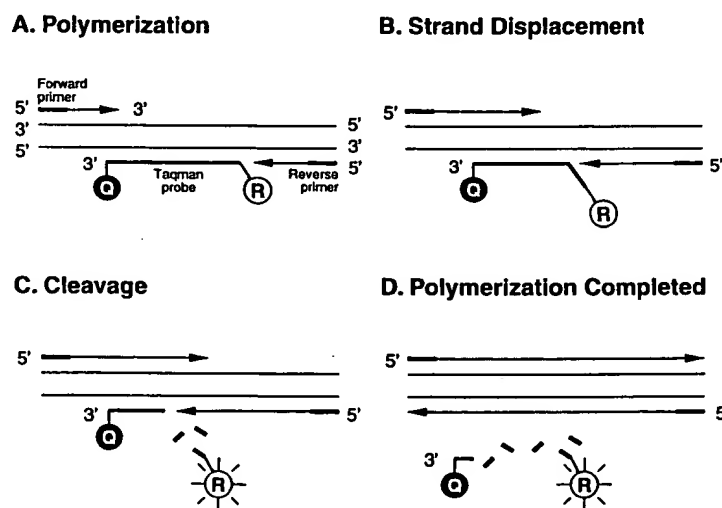 A. Polymerization
Forward
primer
5' 3'
3' 5'
5' 3'
3' Taqman
probe
Reverse
primer
5'
Q
R
B. Strand Displacement
5'
3'
5'
Q
R
C. Cleavage
5'
3'
5'
Q
R
D. Polymerization Completed
5'
5
3'
Q
R